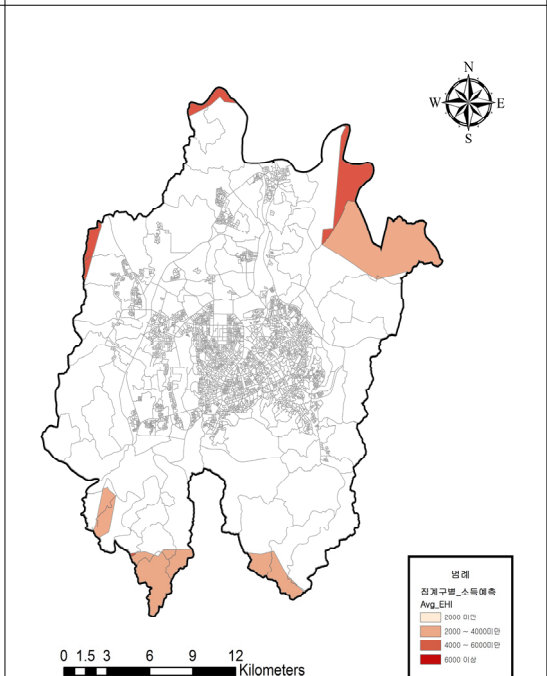 N
W E
S
범례
집계구별_소득예측
Avg_EHI
2000 미만
2000 ~ 4000미만
4000 ~ 6000미만
6000 이상
0 1.5 3 6 9 12
Kilometers